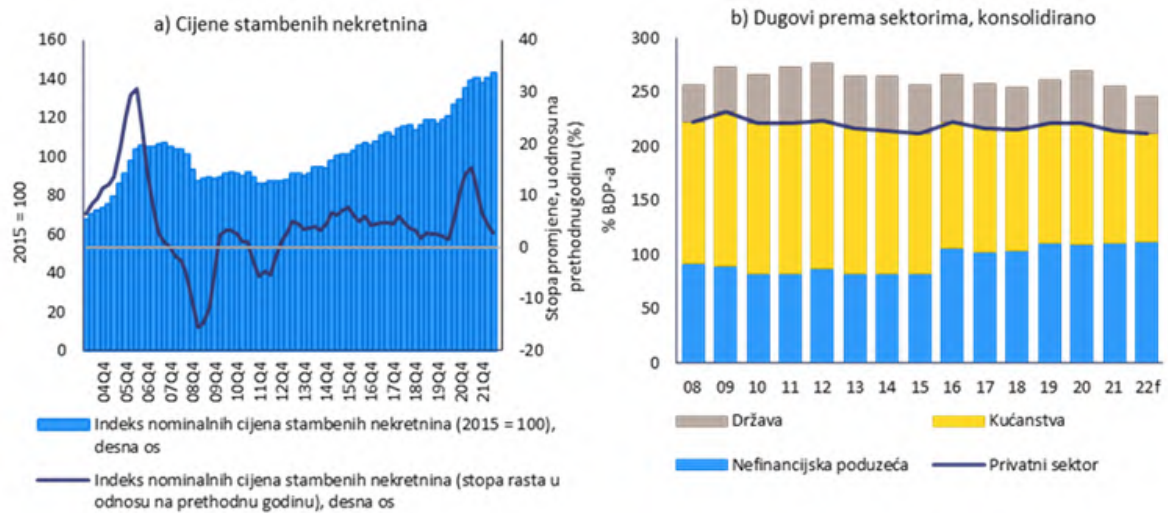 a) Cijene stambenih nekretnina
160
140
120
100
80
60
40
20
0
2015 = 100
40
30
20
10
0
-10
-20
Stopa promjene, u odnosu na
prethodnugodinu (%)
04Q4
05Q4
06Q4
07Q4
08Q4
09Q4
10Q4
11Q4
12Q4
13Q4
14Q4
15Q4
16Q4
17Q4
18Q4
19Q4
20Q4
21Q4
Indeks nominalnih cijena stambenih nekretnina (2015 = 100),
desna os
Indeks nominalnih cijena stambenih nekretnina (stopa rasta u
odnosu na prethodnu godinu), desna os
b) Dugovi prema sektorima, konsolidirano
300
250
200
150
100
50
0
% BDP-a
08 09 10 11 12 13 14 15 16 17 18 19 20 21 22f
Država
Kućanstva
Nefinancijska poduzeća
Privatni sektor